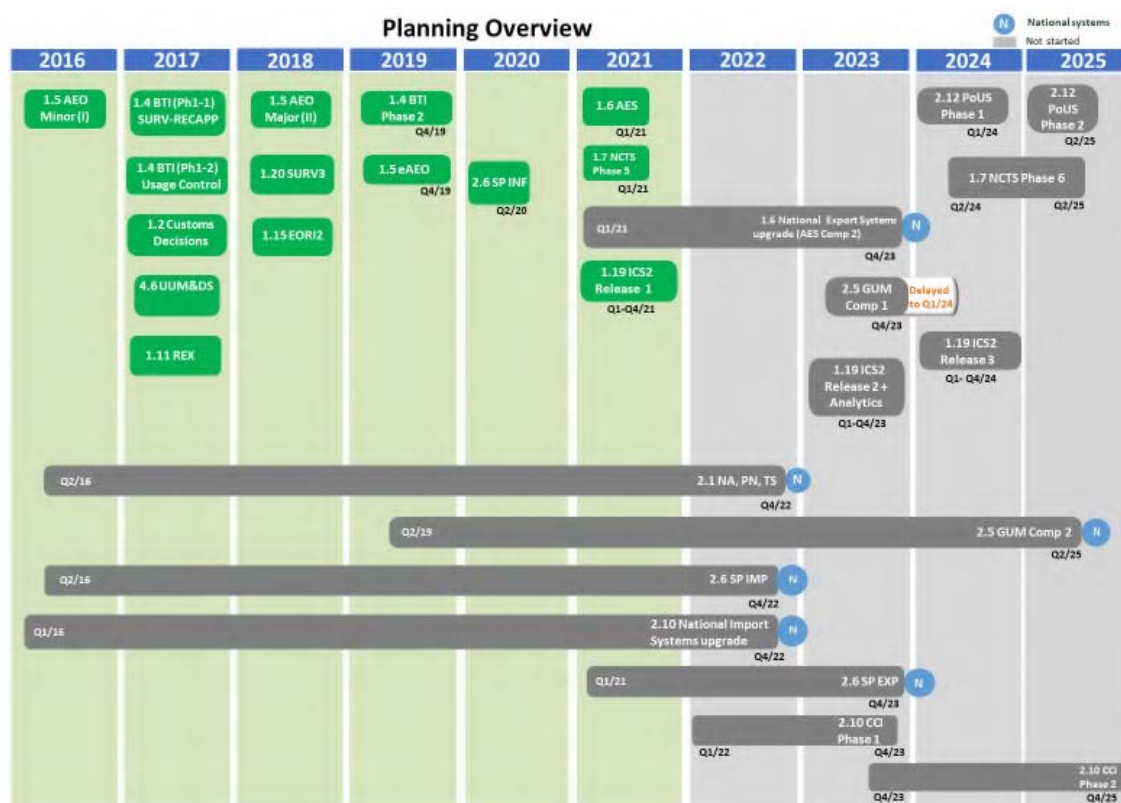 Planning Overview
N National systems
Not started
2016 2017 2018 2019 2020 2021 2022 2023 2024 2025
1.5 AEO
Minor (I)
1.4 BTI (Ph1-1)
SURV-RECAPP
1.5 AEO
Major (II)
1.4 BTI
Phase 2
Q4/19
1.6 AES
Q1/21
2.12 PoUS
Phase 1
Q1/24
2.12
PoUS
Phase 2
Q2/25
1.4 BTI (Ph1-2)
Usage Control
1.20 SURV3
1.5 eAEO
Q4/19
2.6 SP INF
Q2/20
1.7 NCTS
Phase 5
Q1/21
1.7 NCTS Phase 6
Q2/24
Q2/25
1.2 Customs
Decisions
1.15 EORI2
Q1/21
1.6 National Export Systems
upgrade (AES Comp 2)
N
Q4/23
4.6 UUM&DS
1.19 ICS2
Release 1
Q1-Q4/21
2.5 GUM
Comp 1
Q4/23
Delayed
to Q1/24
1.11 REX
1.19 ICS2
Release 2 +
Analytics
Q1-Q4/23
1.19 ICS2
Release 3
Q1- Q4/24
Q2/16
2.1 NA, PN, TS
N
Q4/22
Q2/19
2.5 GUM Comp 2
N
Q2/25
Q2/16
2.6 SP IMP
N
Q4/22
Q1/16
2.10 National Import
Systems upgrade
N
Q4/22
Q1/21
2.6 SP EXP
N
Q4/23
2.10 CCI
Phase 1
Q1/22
Q4/23
2.10 CCI
Phase 2
Q4/23
Q4/25